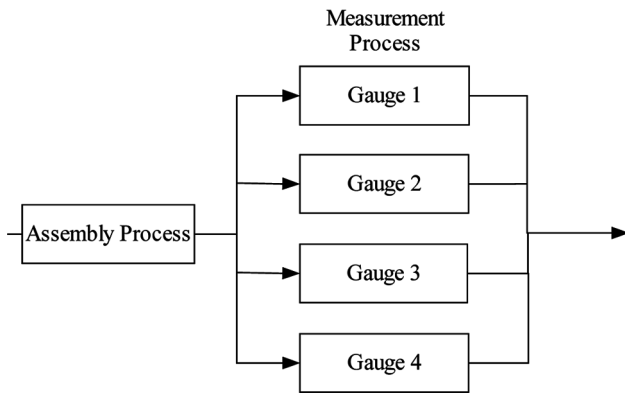 Measurement
Process
Gauge 1
Gauge 2
Assembly Process
Gauge 3
Gauge 4